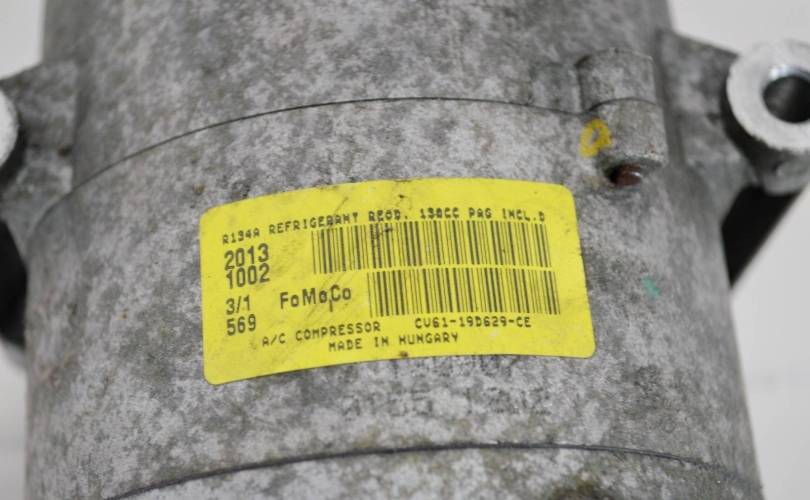 R134A REFRIGERANT REQD. 130CC PAG INCL.D
2013
1002
3/1 FoMoCo
569
A/C COMPRESSOR CV61-19D629-CE
MADE IN HUNGARY